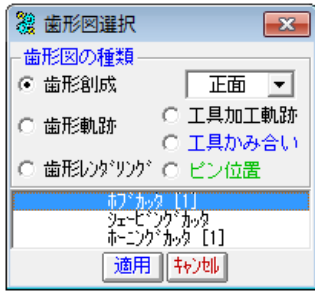 歯形図選択
歯形図の種類
歯形創成
正面
歯形軌跡
工具加工軌跡
工具かみ合い
歯形ﾚﾝﾀﾞﾘﾝｸﾞ
ピン位置
ﾎﾌﾞｶｯﾀ [1]
ｼｪｰﾋﾞﾝｸﾞｶｯﾀ
ﾎｰﾆﾝｸﾞｶｯﾀ [1]
適用
ｷｬﾝｾﾙ